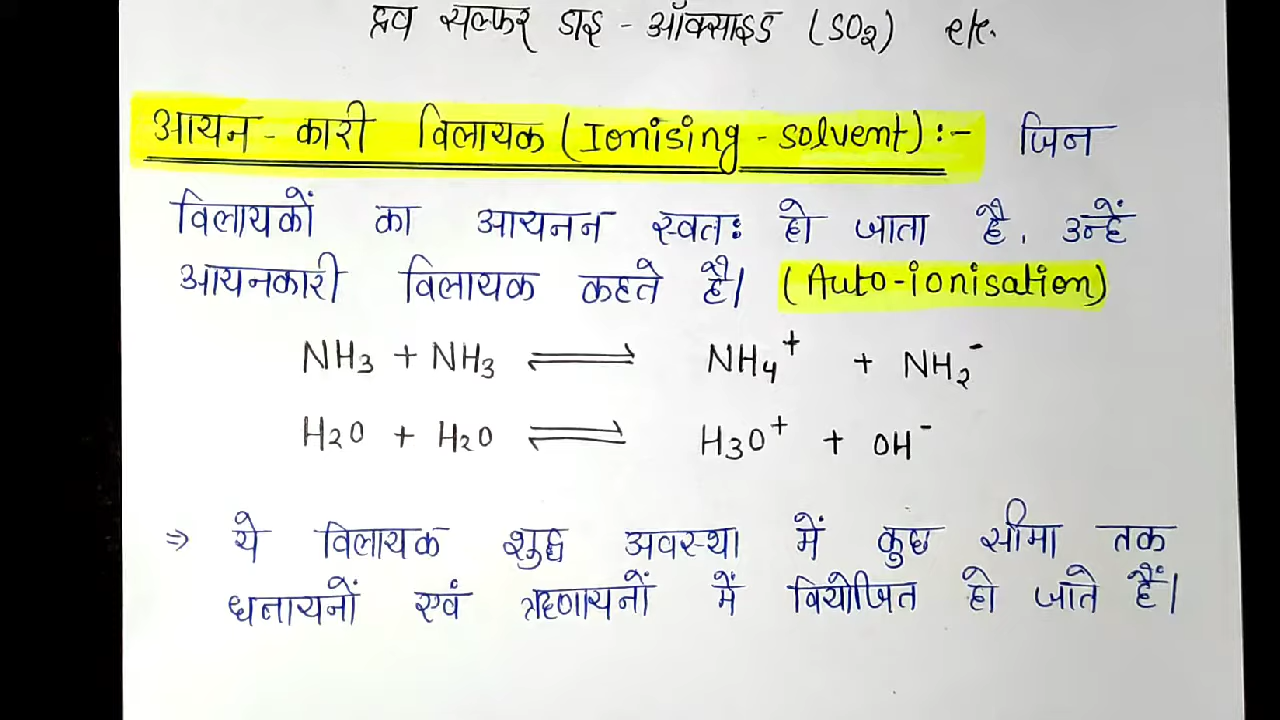 द्रव सल्फर डाइ - ऑक्साइड (SO₂) etc.
आयन - कारी विलायक (Ionising - solvent) :- जिन
विलायकों का आयनन स्वतः हो जाता है, उन्हें
आयनकारी विलायक कहते है। (Auto-ionisation)
NH₃ + NH₃ ⇌ NH₄⁺ + NH₂⁻
H₂O + H₂O ⇌ H₃O⁺ + OH⁻
⇒ ये विलायक शुद्ध अवस्था में कुछ सीमा तक
धनायनों एवं ऋणायनों में वियोजित हो जाते हैं।